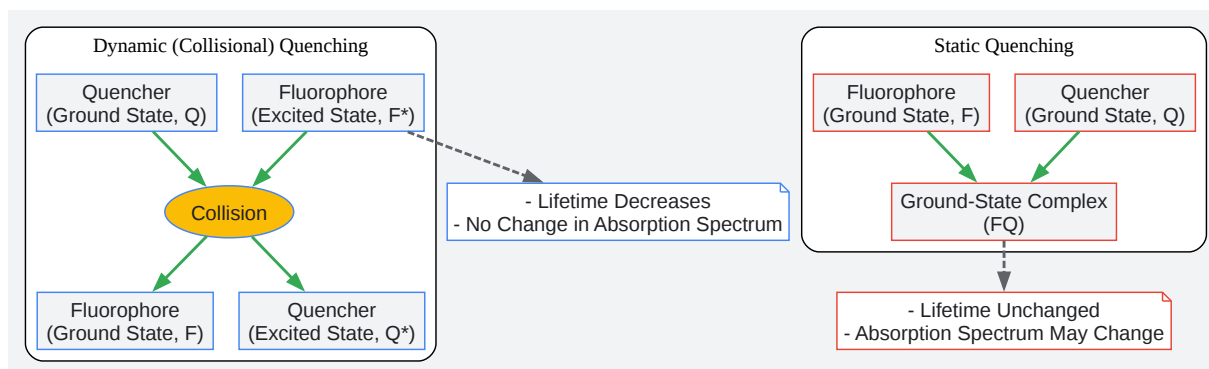 Dynamic (Collisional) Quenching
Quencher
(Ground State, Q)
Fluorophore
(Excited State, F*)
Collision
Fluorophore
(Ground State, F)
Quencher
(Excited State, Q*)
- Lifetime Decreases
- No Change in Absorption Spectrum
Static Quenching
Fluorophore
(Ground State, F)
Quencher
(Ground State, Q)
Ground-State Complex
(FQ)
- Lifetime Unchanged
- Absorption Spectrum May Change